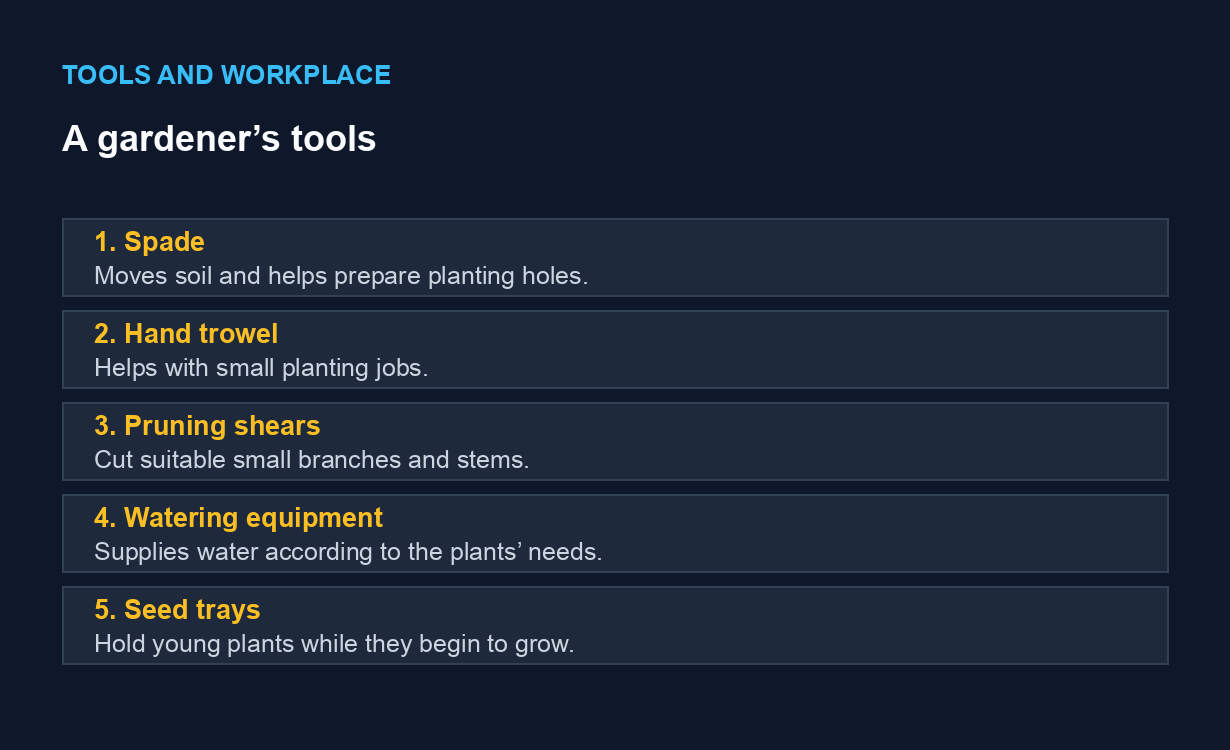 TOOLS AND WORKPLACE
A gardener’s tools
1. Spade
Moves soil and helps prepare planting holes.
2. Hand trowel
Helps with small planting jobs.
3. Pruning shears
Cut suitable small branches and stems.
4. Watering equipment
Supplies water according to the plants’ needs.
5. Seed trays
Hold young plants while they begin to grow.